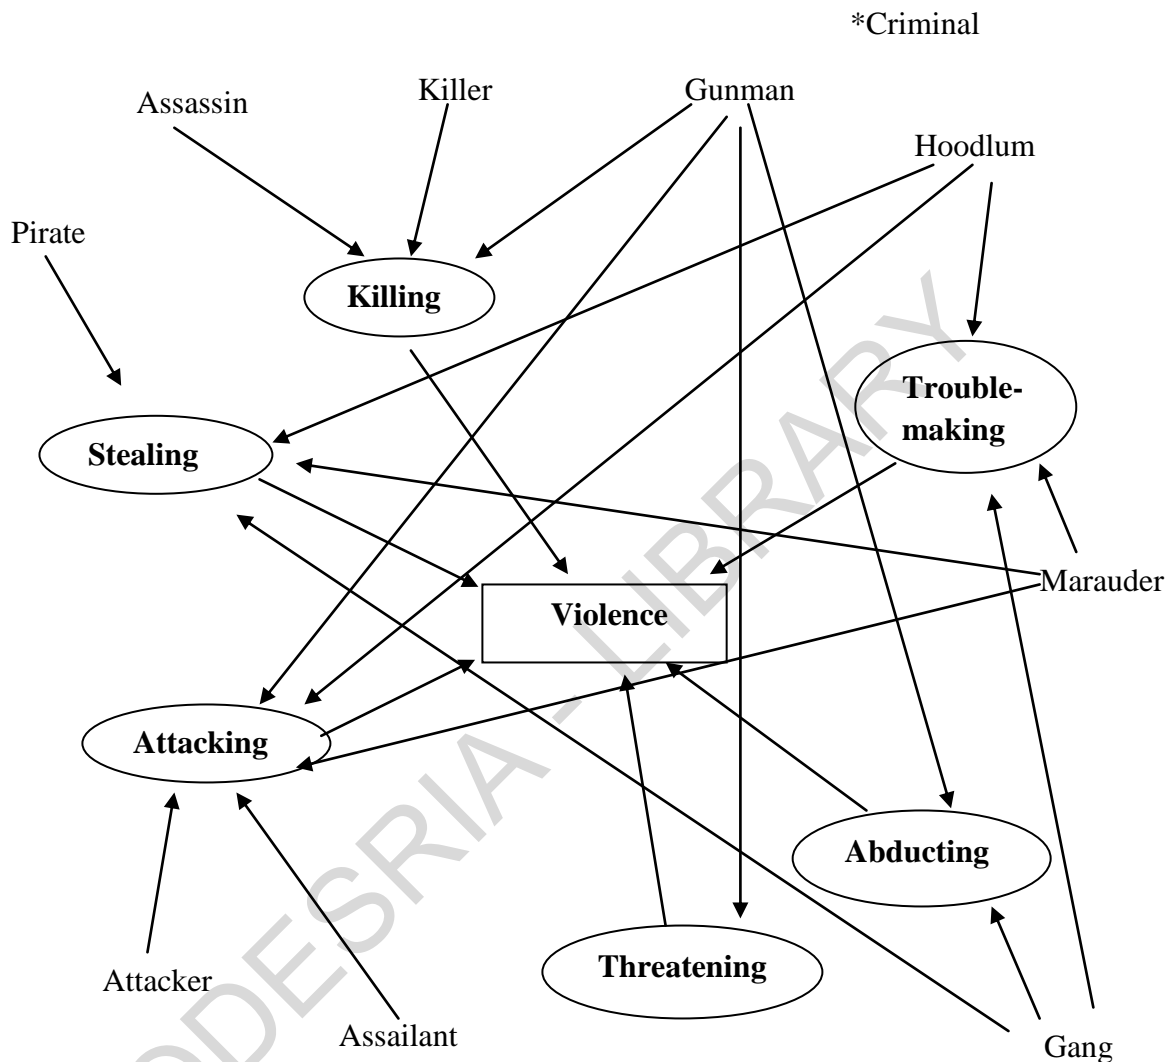 *Criminal
Assassin
Killer
Gunman
Hoodlum
Pirate
Killing
Trouble-
making
Stealing
Marauder
Violence
Attacking
Abducting
Threatening
Attacker
Assailant
Gang
ODESRIA - LIBRARY